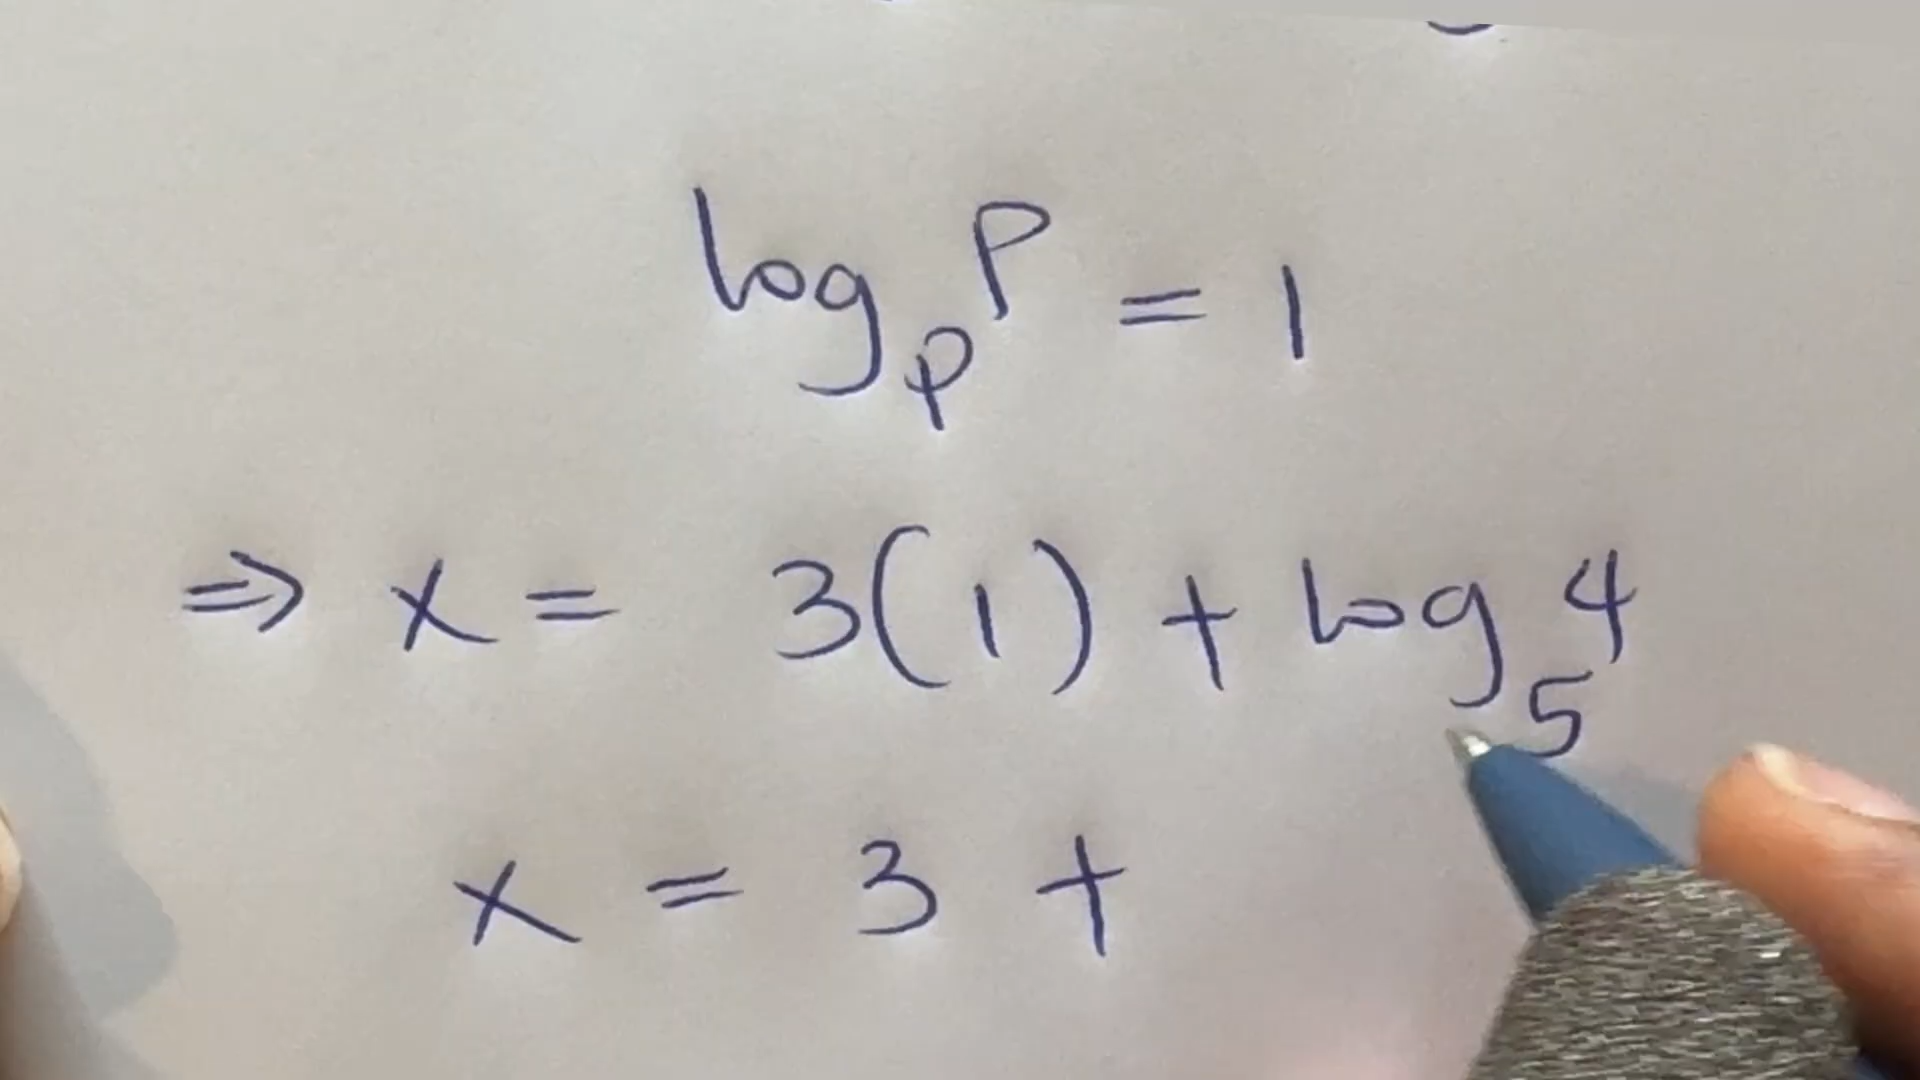 log_p P = 1
⇒ x = 3(1) + log_5 4
x = 3 +